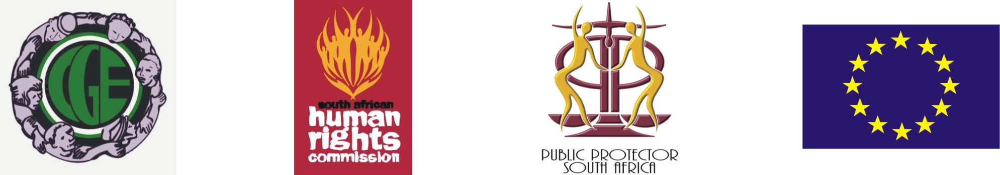 CGE
south african
human
rights
commission
PUBLIC PROTECTOR
SOUTH AFRICA